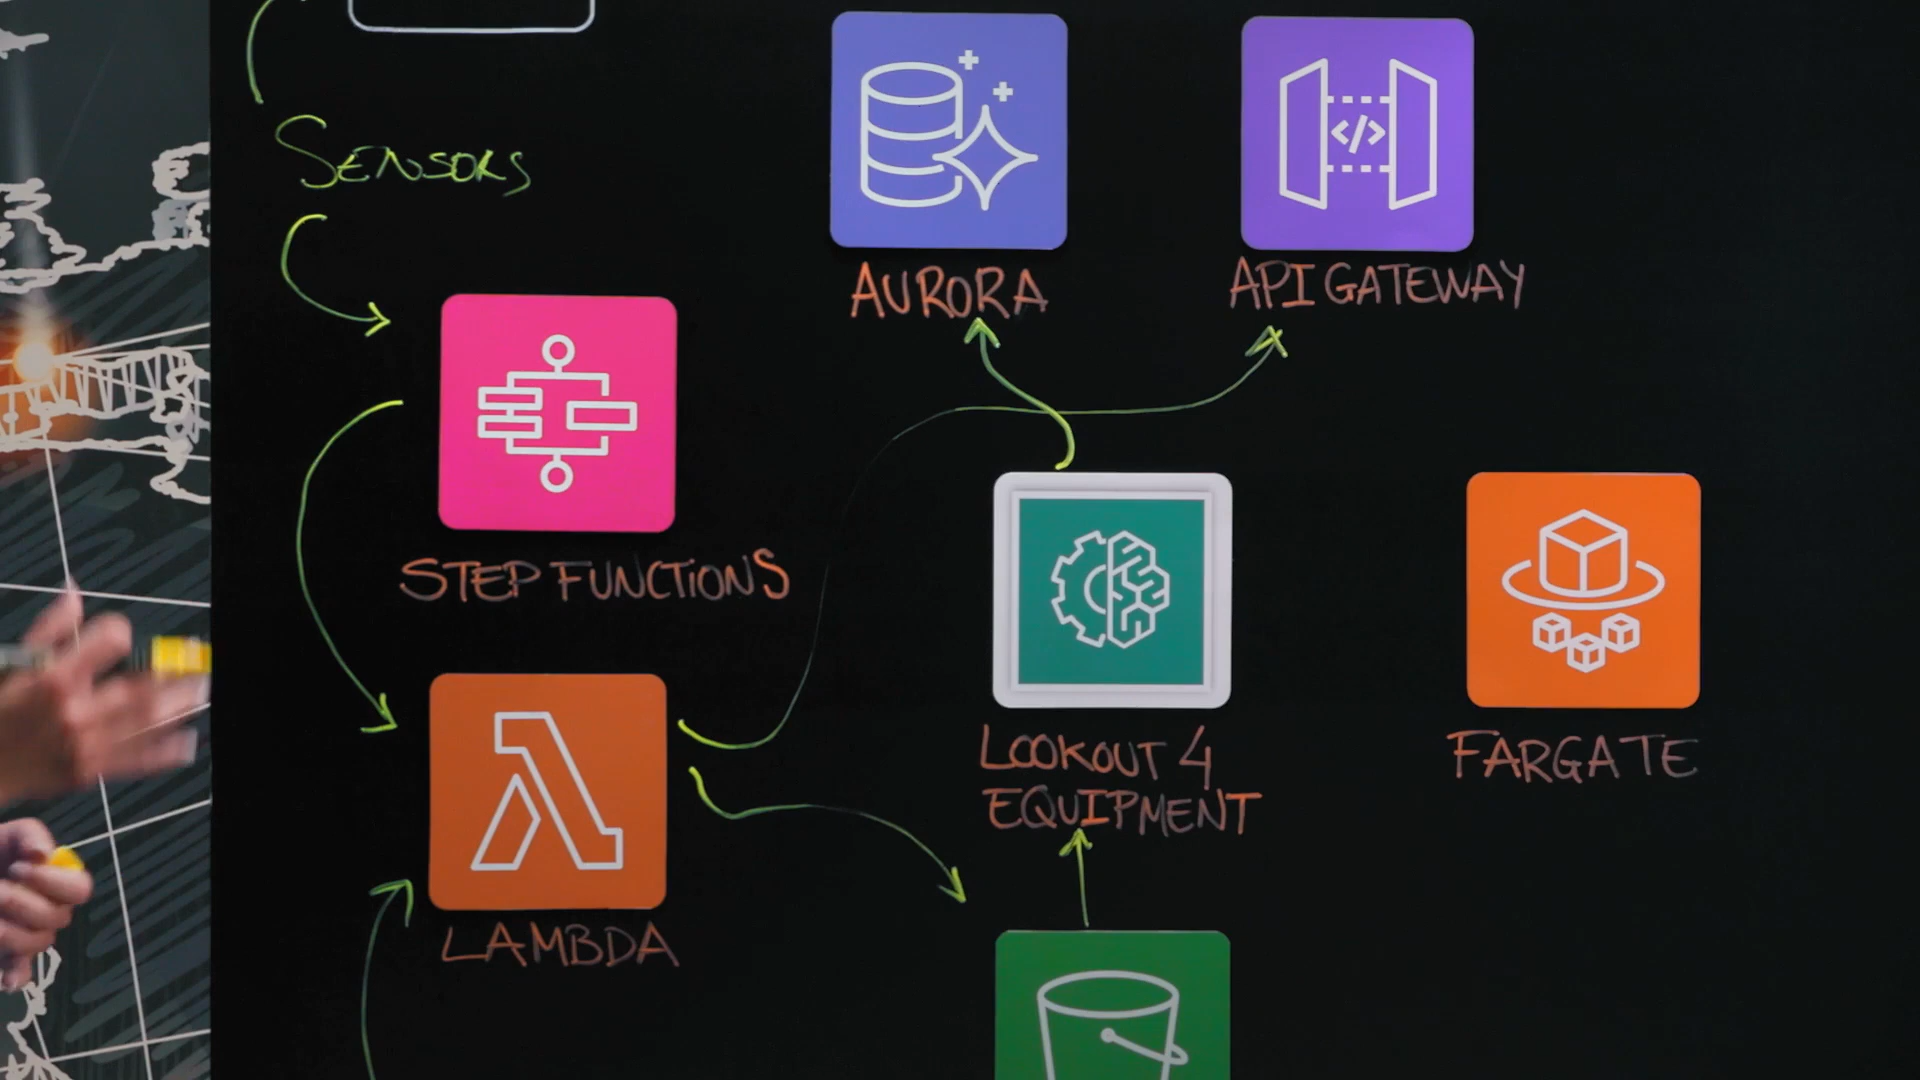 SENSORS
AURORA
API GATEWAY
</>
STEP FUNCTIONS
LOOKOUT 4
EQUIPMENT
FARGATE
LAMBDA